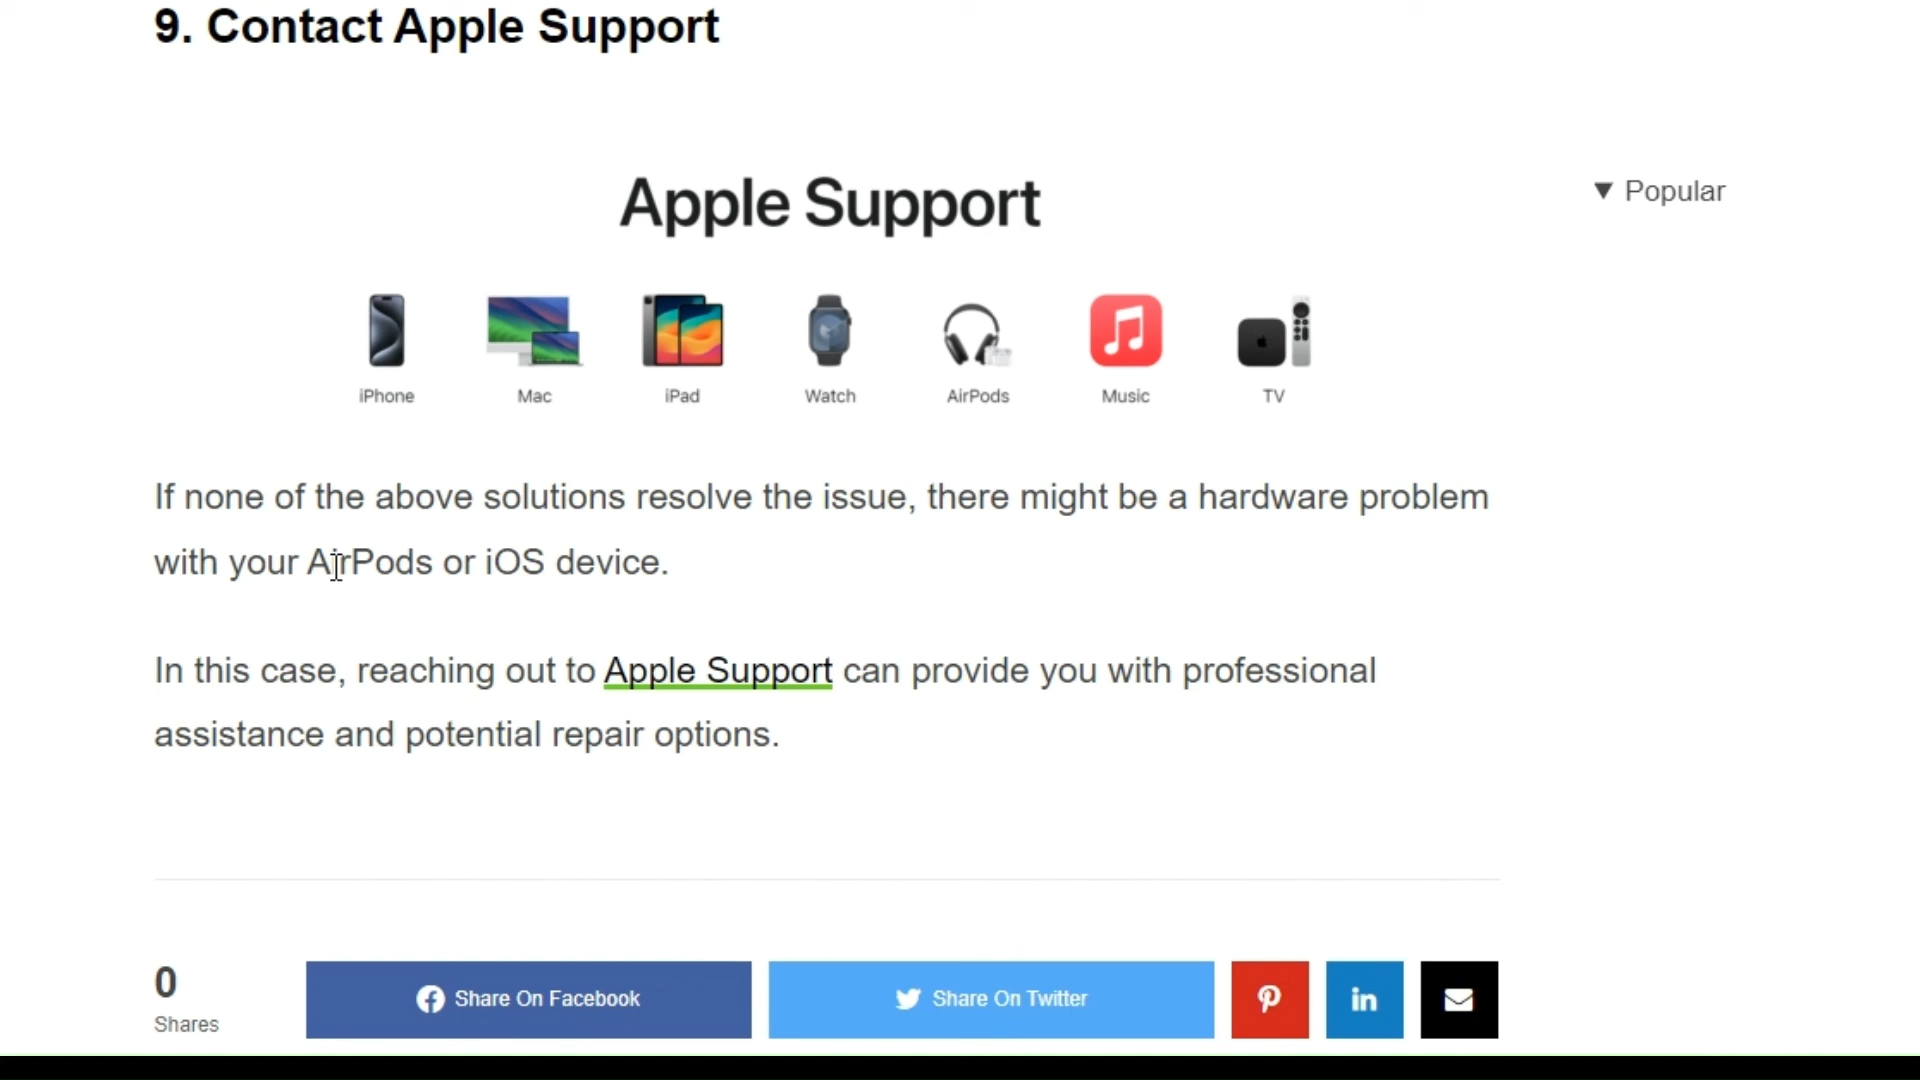 9. Contact Apple Support
Apple Support
▼ Popular
iPhone Mac iPad Watch AirPods Music TV
If none of the above solutions resolve the issue, there might be a hardware problem
with your AirPods or iOS device.
In this case, reaching out to Apple Support can provide you with professional
assistance and potential repair options.
0
Shares
Share On Facebook
Share On Twitter